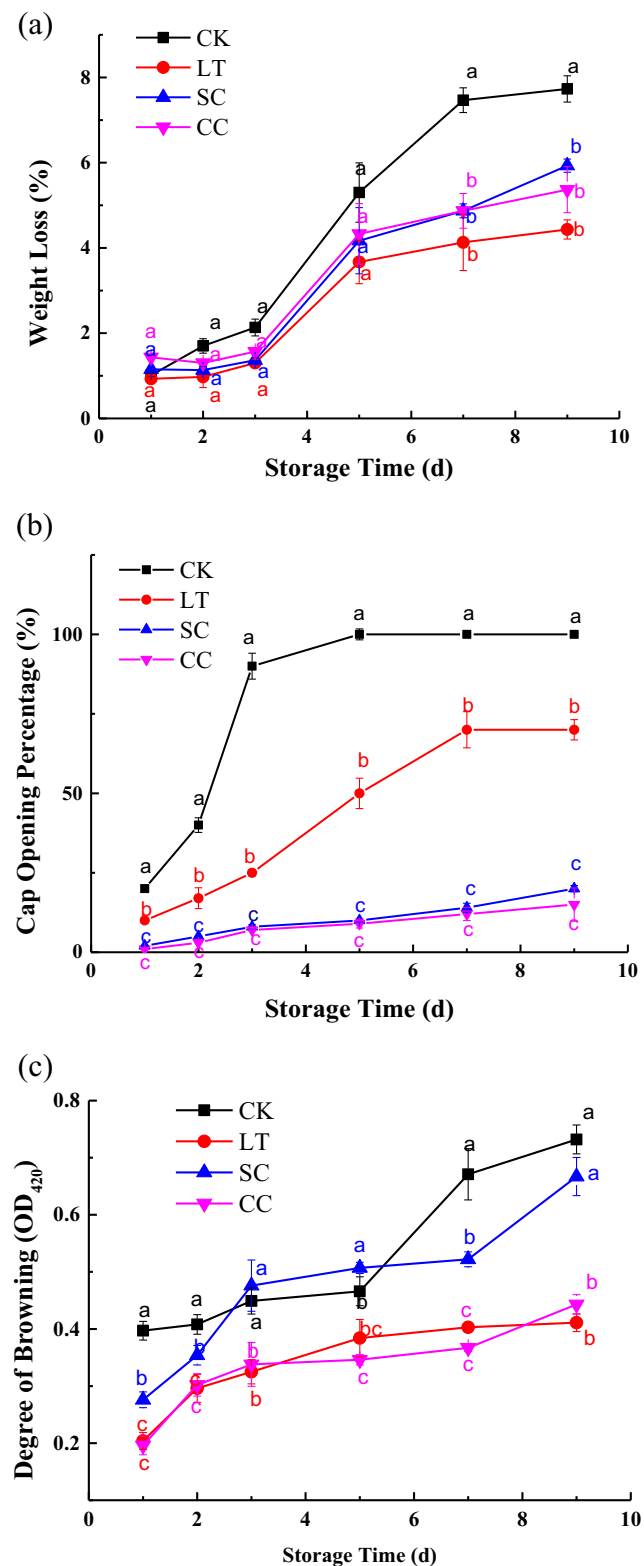 (a)
CK
LT
SC
CC
a a
a
a a a
a b
a b b
a a a a b b
a a a a b b
a a
a
8
6
4
2
0
0 2 4 6 8 10
Weight Loss (%)
Storage Time (d)
(b)
CK
LT
SC
CC
a a a a
a
a
b b
b
b b
b
c c c c c c
c c c c c c
100
50
0
0 2 4 6 8 10
Cap Opening Percentage (%)
Storage Time (d)
(c)
CK
LT
SC
CC
a
a
a
a a
b
a a b c b
a bc
b b b c b
c b c
c c
c
0.8
0.6
0.4
0.2
0 2 4 6 8 10
Degree of Browning (OD420)
Storage Time (d)